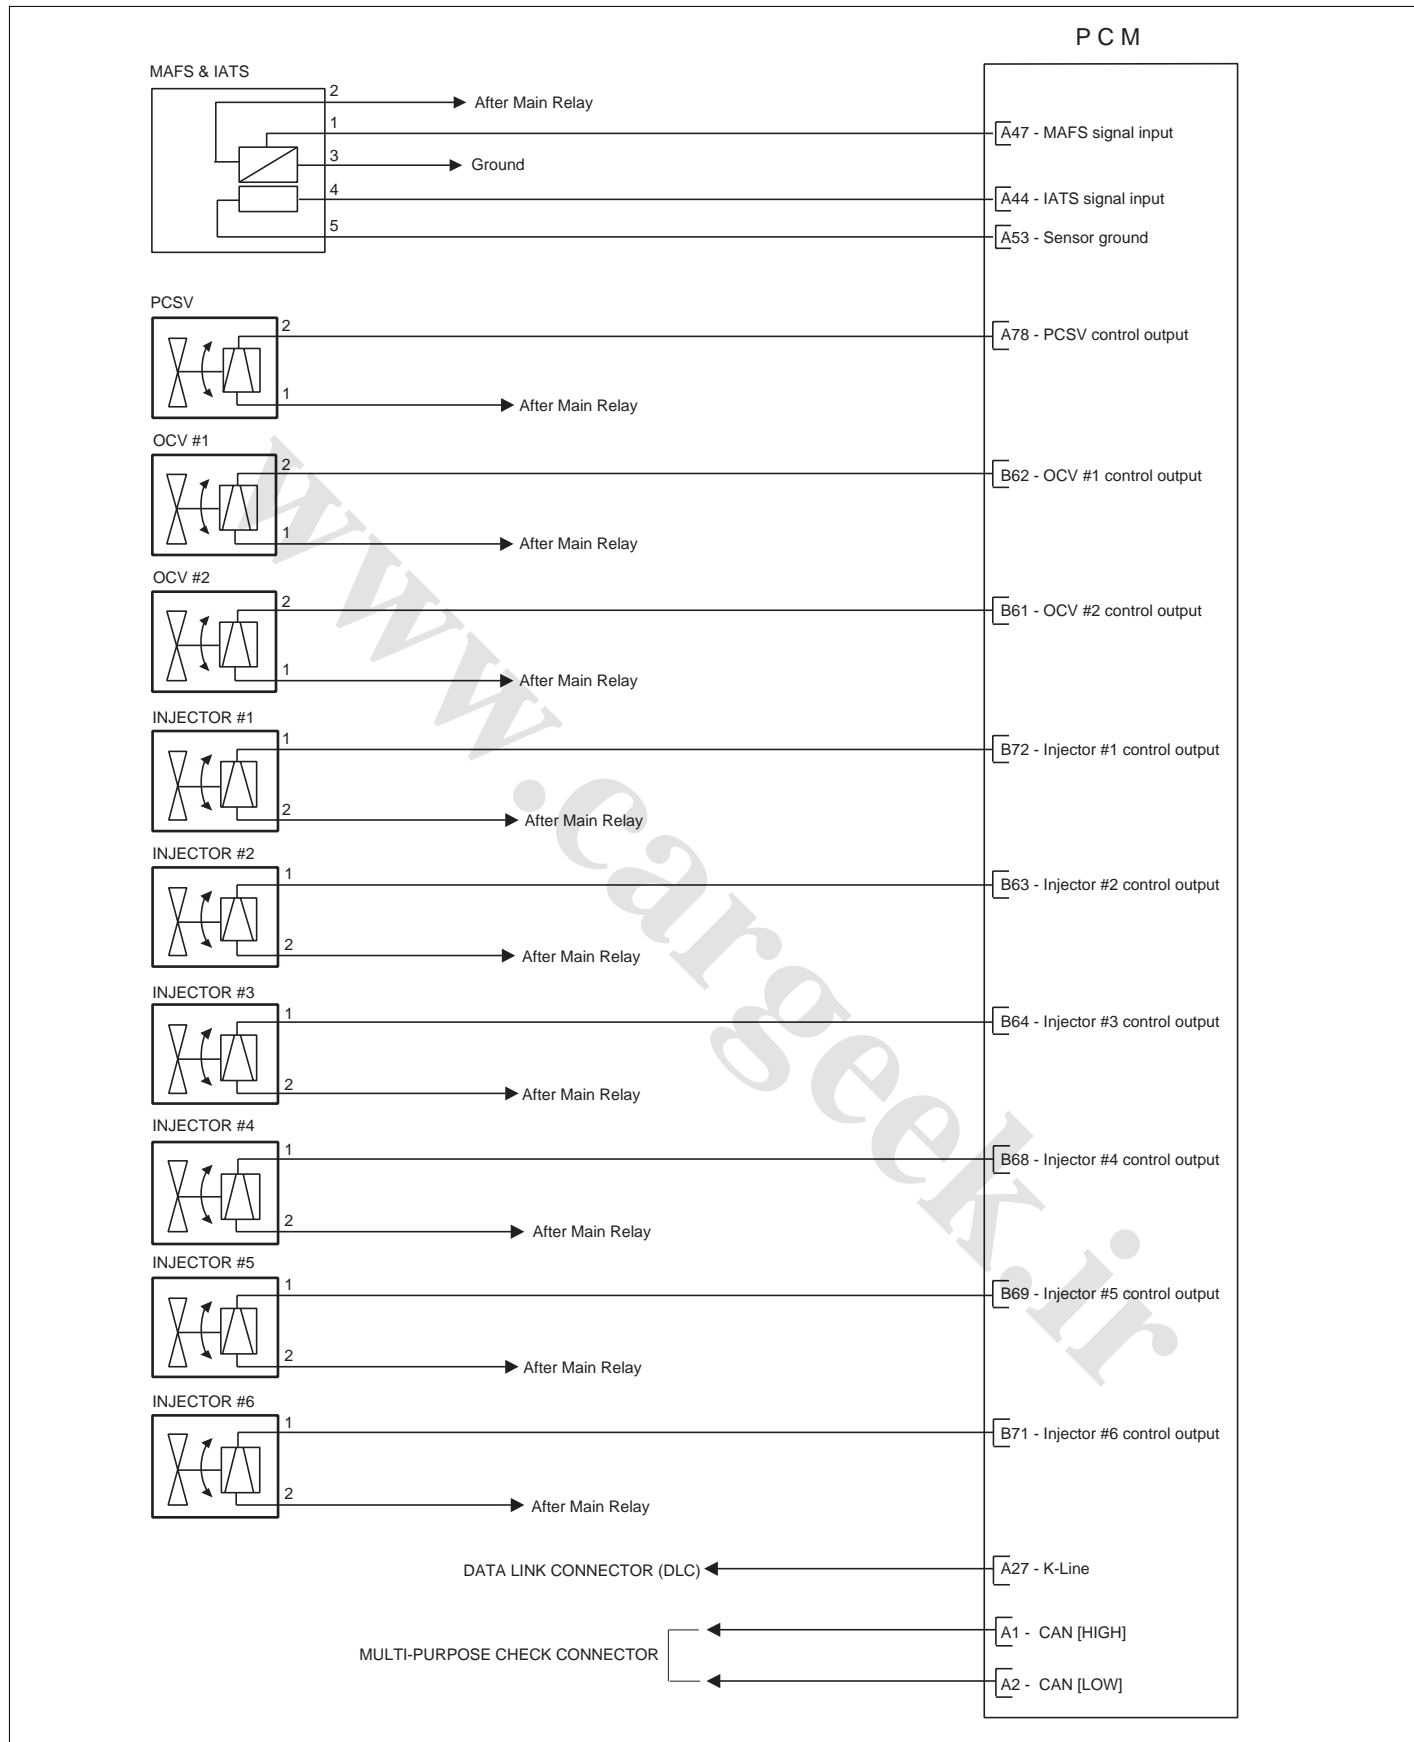 P C M
MAFS & IATS
2
After Main Relay
1
A47 - MAFS signal input
3
Ground
4
A44 - IATS signal input
5
A53 - Sensor ground
PCSV
2
A78 - PCSV control output
1
After Main Relay
OCV #1
2
B62 - OCV #1 control output
1
After Main Relay
OCV #2
2
B61 - OCV #2 control output
1
After Main Relay
INJECTOR #1
1
B72 - Injector #1 control output
2
After Main Relay
INJECTOR #2
1
B63 - Injector #2 control output
2
After Main Relay
INJECTOR #3
1
B64 - Injector #3 control output
2
After Main Relay
INJECTOR #4
1
B68 - Injector #4 control output
2
After Main Relay
INJECTOR #5
1
B69 - Injector #5 control output
2
After Main Relay
INJECTOR #6
1
B71 - Injector #6 control output
2
After Main Relay
DATA LINK CONNECTOR (DLC)
A27 - K-Line
A1 - CAN [HIGH]
MULTI-PURPOSE CHECK CONNECTOR
A2 - CAN [LOW]
www.cargeek.ir